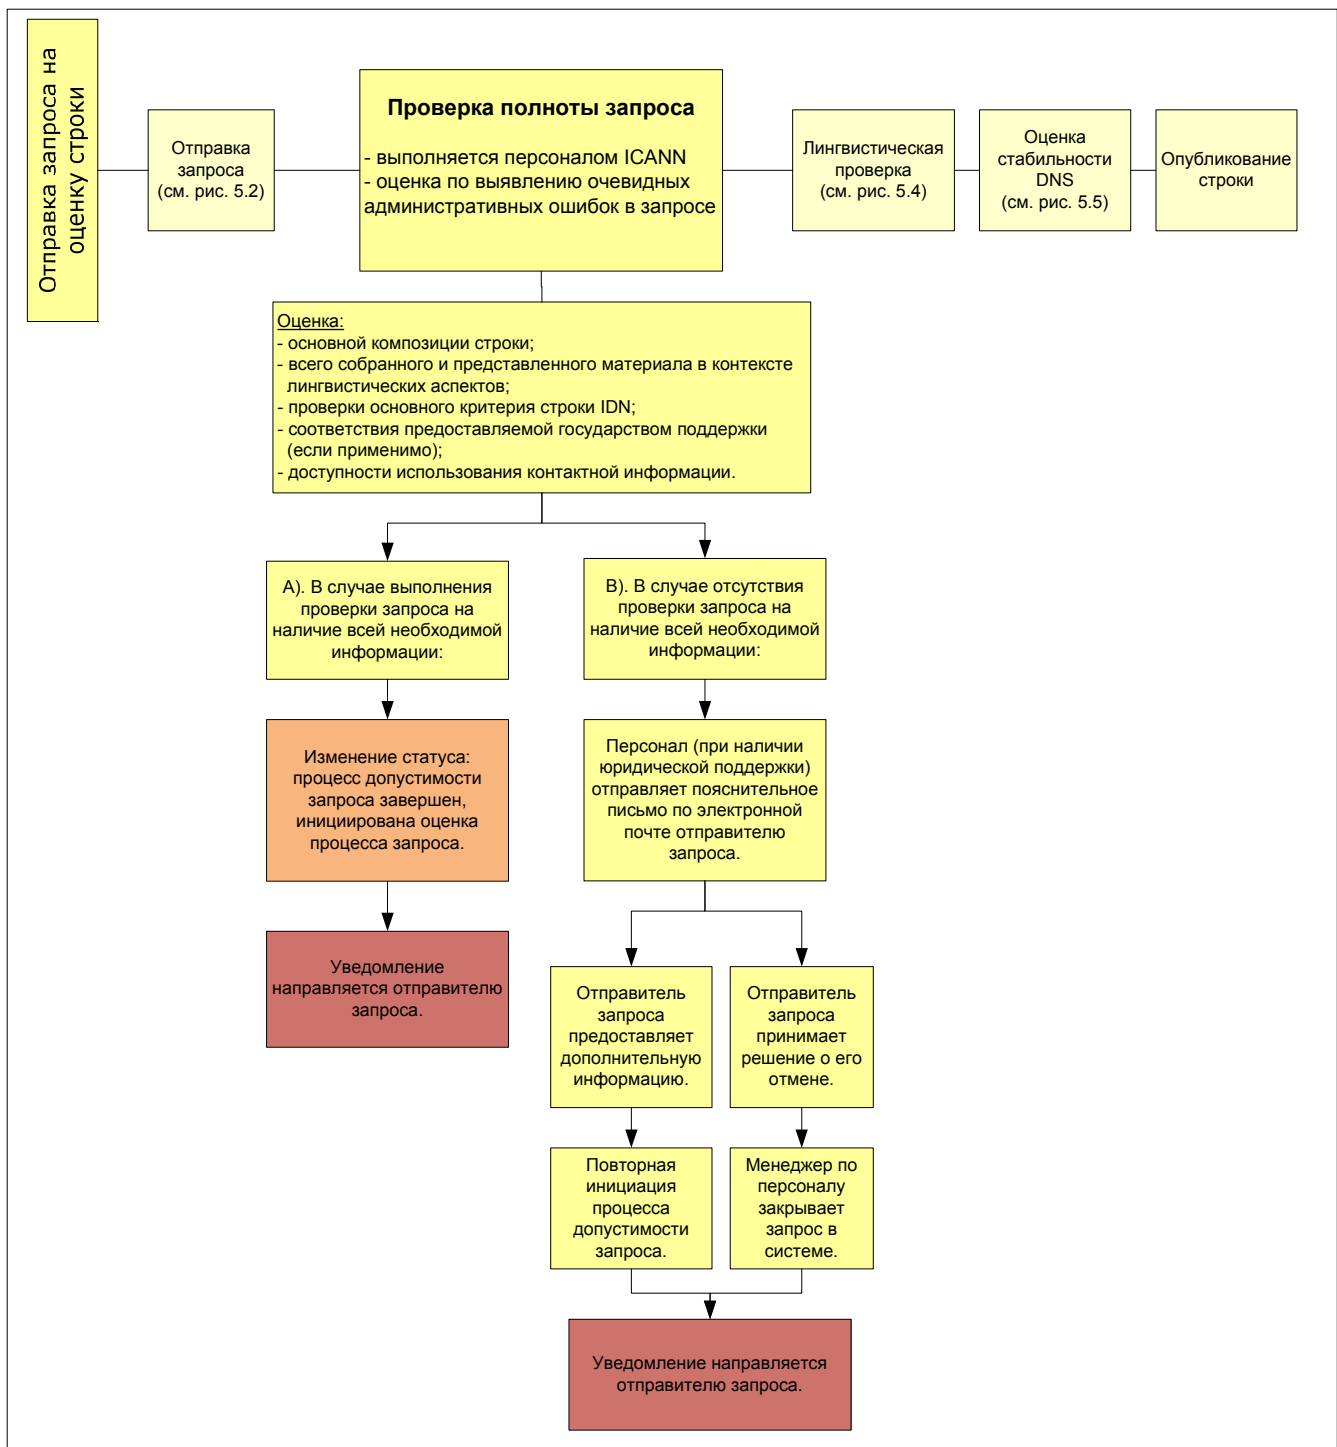 Отправка запроса на
оценку строки
Отправка
запроса
(см. рис. 5.2)
Проверка полноты запроса
- выполняется персоналом ICANN
- оценка по выявлению очевидных
административных ошибок в запросе
Лингвистическая
проверка
(см. рис. 5.4)
Оценка
стабильности
DNS
(см. рис. 5.5)
Опубликование
строки
Оценка:
- основной композиции строки;
- всего собранного и представленного материала в контексте
лингвистических аспектов;
- проверки основного критерия строки IDN;
- соответствия предоставляемой государством поддержки
(если применимо);
- доступности использования контактной информации.
A). В случае выполнения
проверки запроса на
наличие всей необходимой
информации:
B). В случае отсутствия
проверки запроса на
наличие всей необходимой
информации:
Изменение статуса:
процесс допустимости
запроса завершен,
инициирована оценка
процесса запроса.
Персонал (при наличии
юридической поддержки)
отправляет пояснительное
письмо по электронной
почте отправителю
запроса.
Уведомление
направляется отправителю
запроса.
Отправитель
запроса
предоставляет
дополнительную
информацию.
Отправитель
запроса
принимает
решение о его
отмене.
Повторная
инициация
процесса
допустимости
запроса.
Менеджер по
персоналу
закрывает
запрос в
системе.
Уведомление направляется
отправителю запроса.